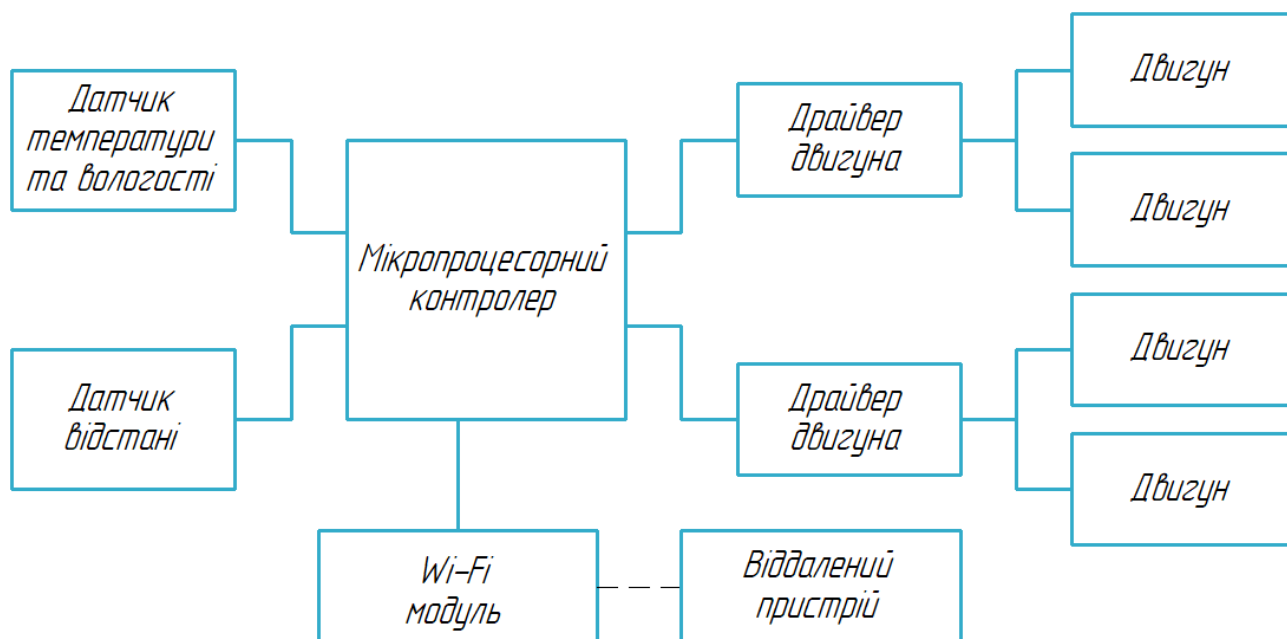 Датчик
температури
та вологості
Датчик
відстані
Мікропроцесорний
контролер
Wi-Fi
модуль
Віддалений
пристрій
Драйвер
двигуна
Драйвер
двигуна
Двигун
Двигун
Двигун
Двигун